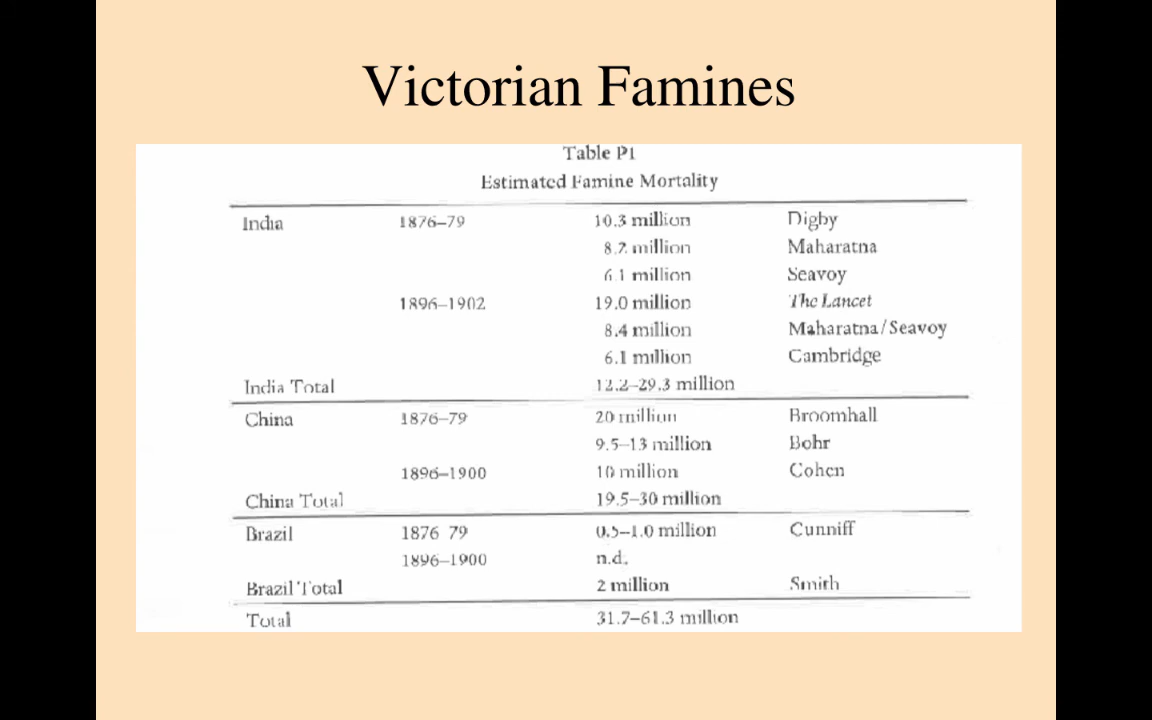 Victorian Famines
Table P1
Estimated Famine Mortality
India 1876–79 10.3 million Digby
8.2 million Maharatna
6.1 million Seavoy
1896–1902 19.0 million The Lancet
8.4 million Maharatna/Seavoy
6.1 million Cambridge
India Total 12.2–29.3 million
China 1876–79 20 million Broomhall
9.5–13 million Bohr
1896–1900 10 million Cohen
China Total 19.5–30 million
Brazil 1876–79 0.5–1.0 million Cunniff
1896–1900 n.d.
Brazil Total 2 million Smith
Total 31.7–61.3 million